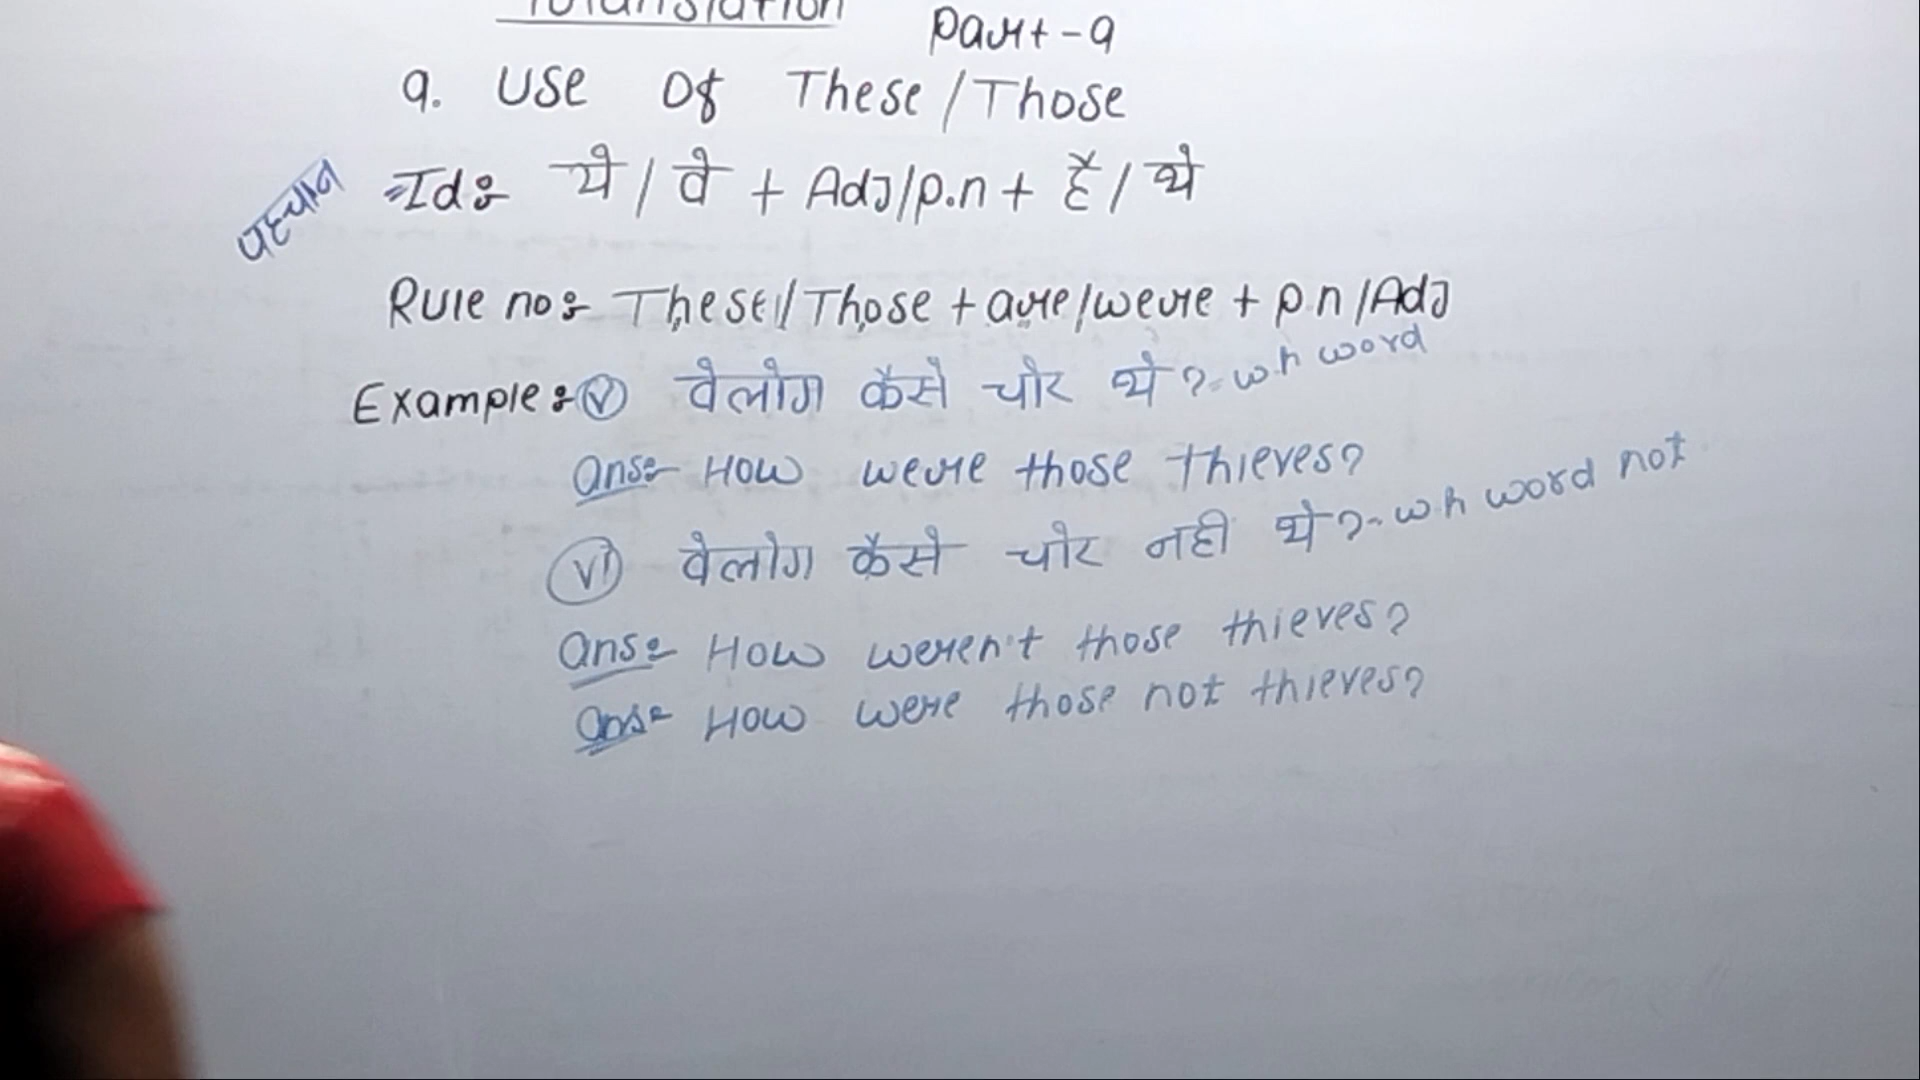 Part-9
9. Use Of These/Those
पहचान Id:- ये/वे + Adj/p.n + हैं/थे
Rule no:- These//Those + are/were + p.n/Adj
Example:- (v) वेलोग कैसे चोर थे?- wh word
Ans:- How were those thieves?
(vi) वेलोग कैसे चोर नही थे?- wh word not
Ans:- How weren't those thieves?
Ans:- How were those not thieves?